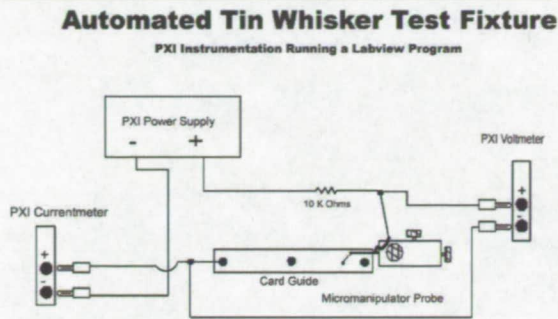 Automated Tin Whisker Test Fixture
PXI Instrumentation Running a Labview Program
PXI Power Supply
- +
PXI Voltmeter
+
-
10 K Ohms
PXI Currentmeter
+
-
Card Guide
Micromanipulator Probe